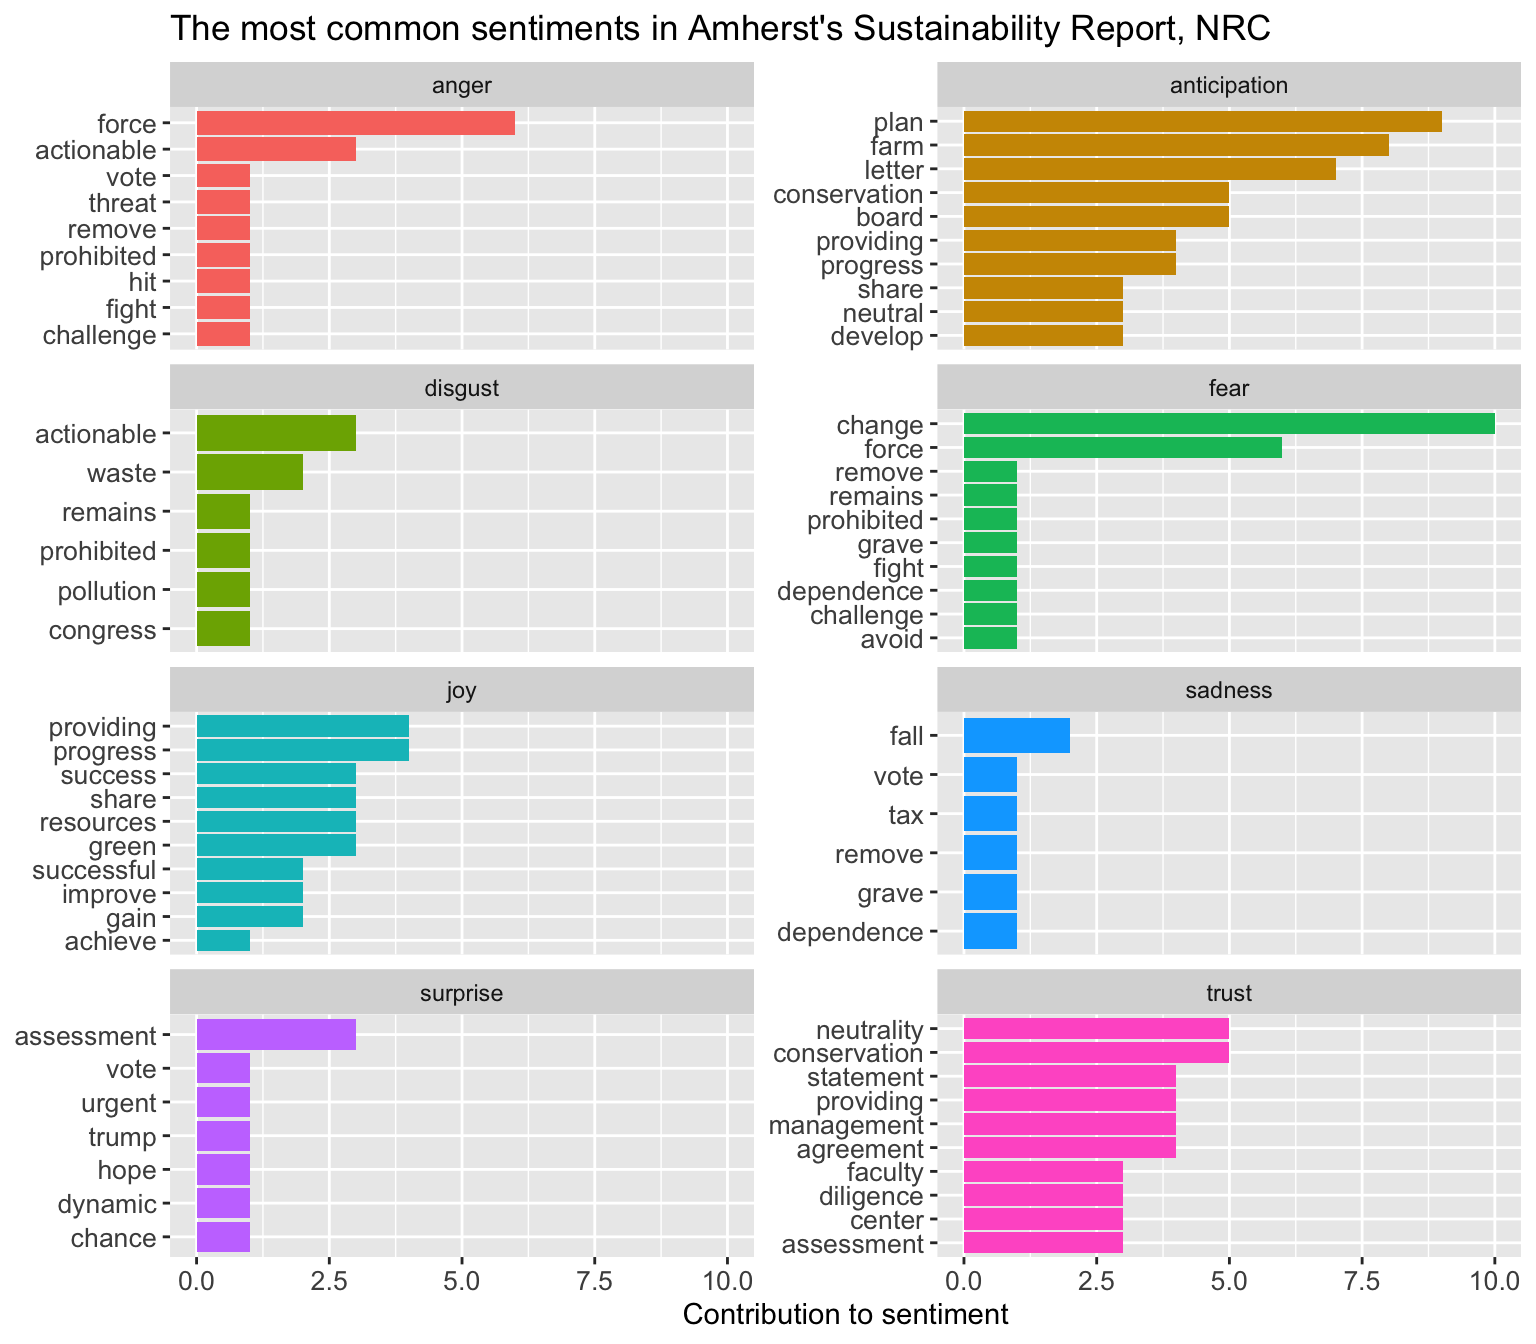 The most common sentiments in Amherst's Sustainability Report, NRC
anger
force
actionable
vote
threat
remove
prohibited
hit
fight
challenge
anticipation
plan
farm
letter
conservation
board
providing
progress
share
neutral
develop
disgust
actionable
waste
remains
prohibited
pollution
congress
fear
change
force
remove
remains
prohibited
grave
fight
dependence
challenge
avoid
joy
providing
progress
success
share
resources
green
successful
improve
gain
achieve
sadness
fall
vote
tax
remove
grave
dependence
surprise
assessment
vote
urgent
trump
hope
dynamic
chance
trust
neutrality
conservation
statement
providing
management
agreement
faculty
diligence
center
assessment
0.0 2.5 5.0 7.5 10.0
0.0 2.5 5.0 7.5 10.0
Contribution to sentiment